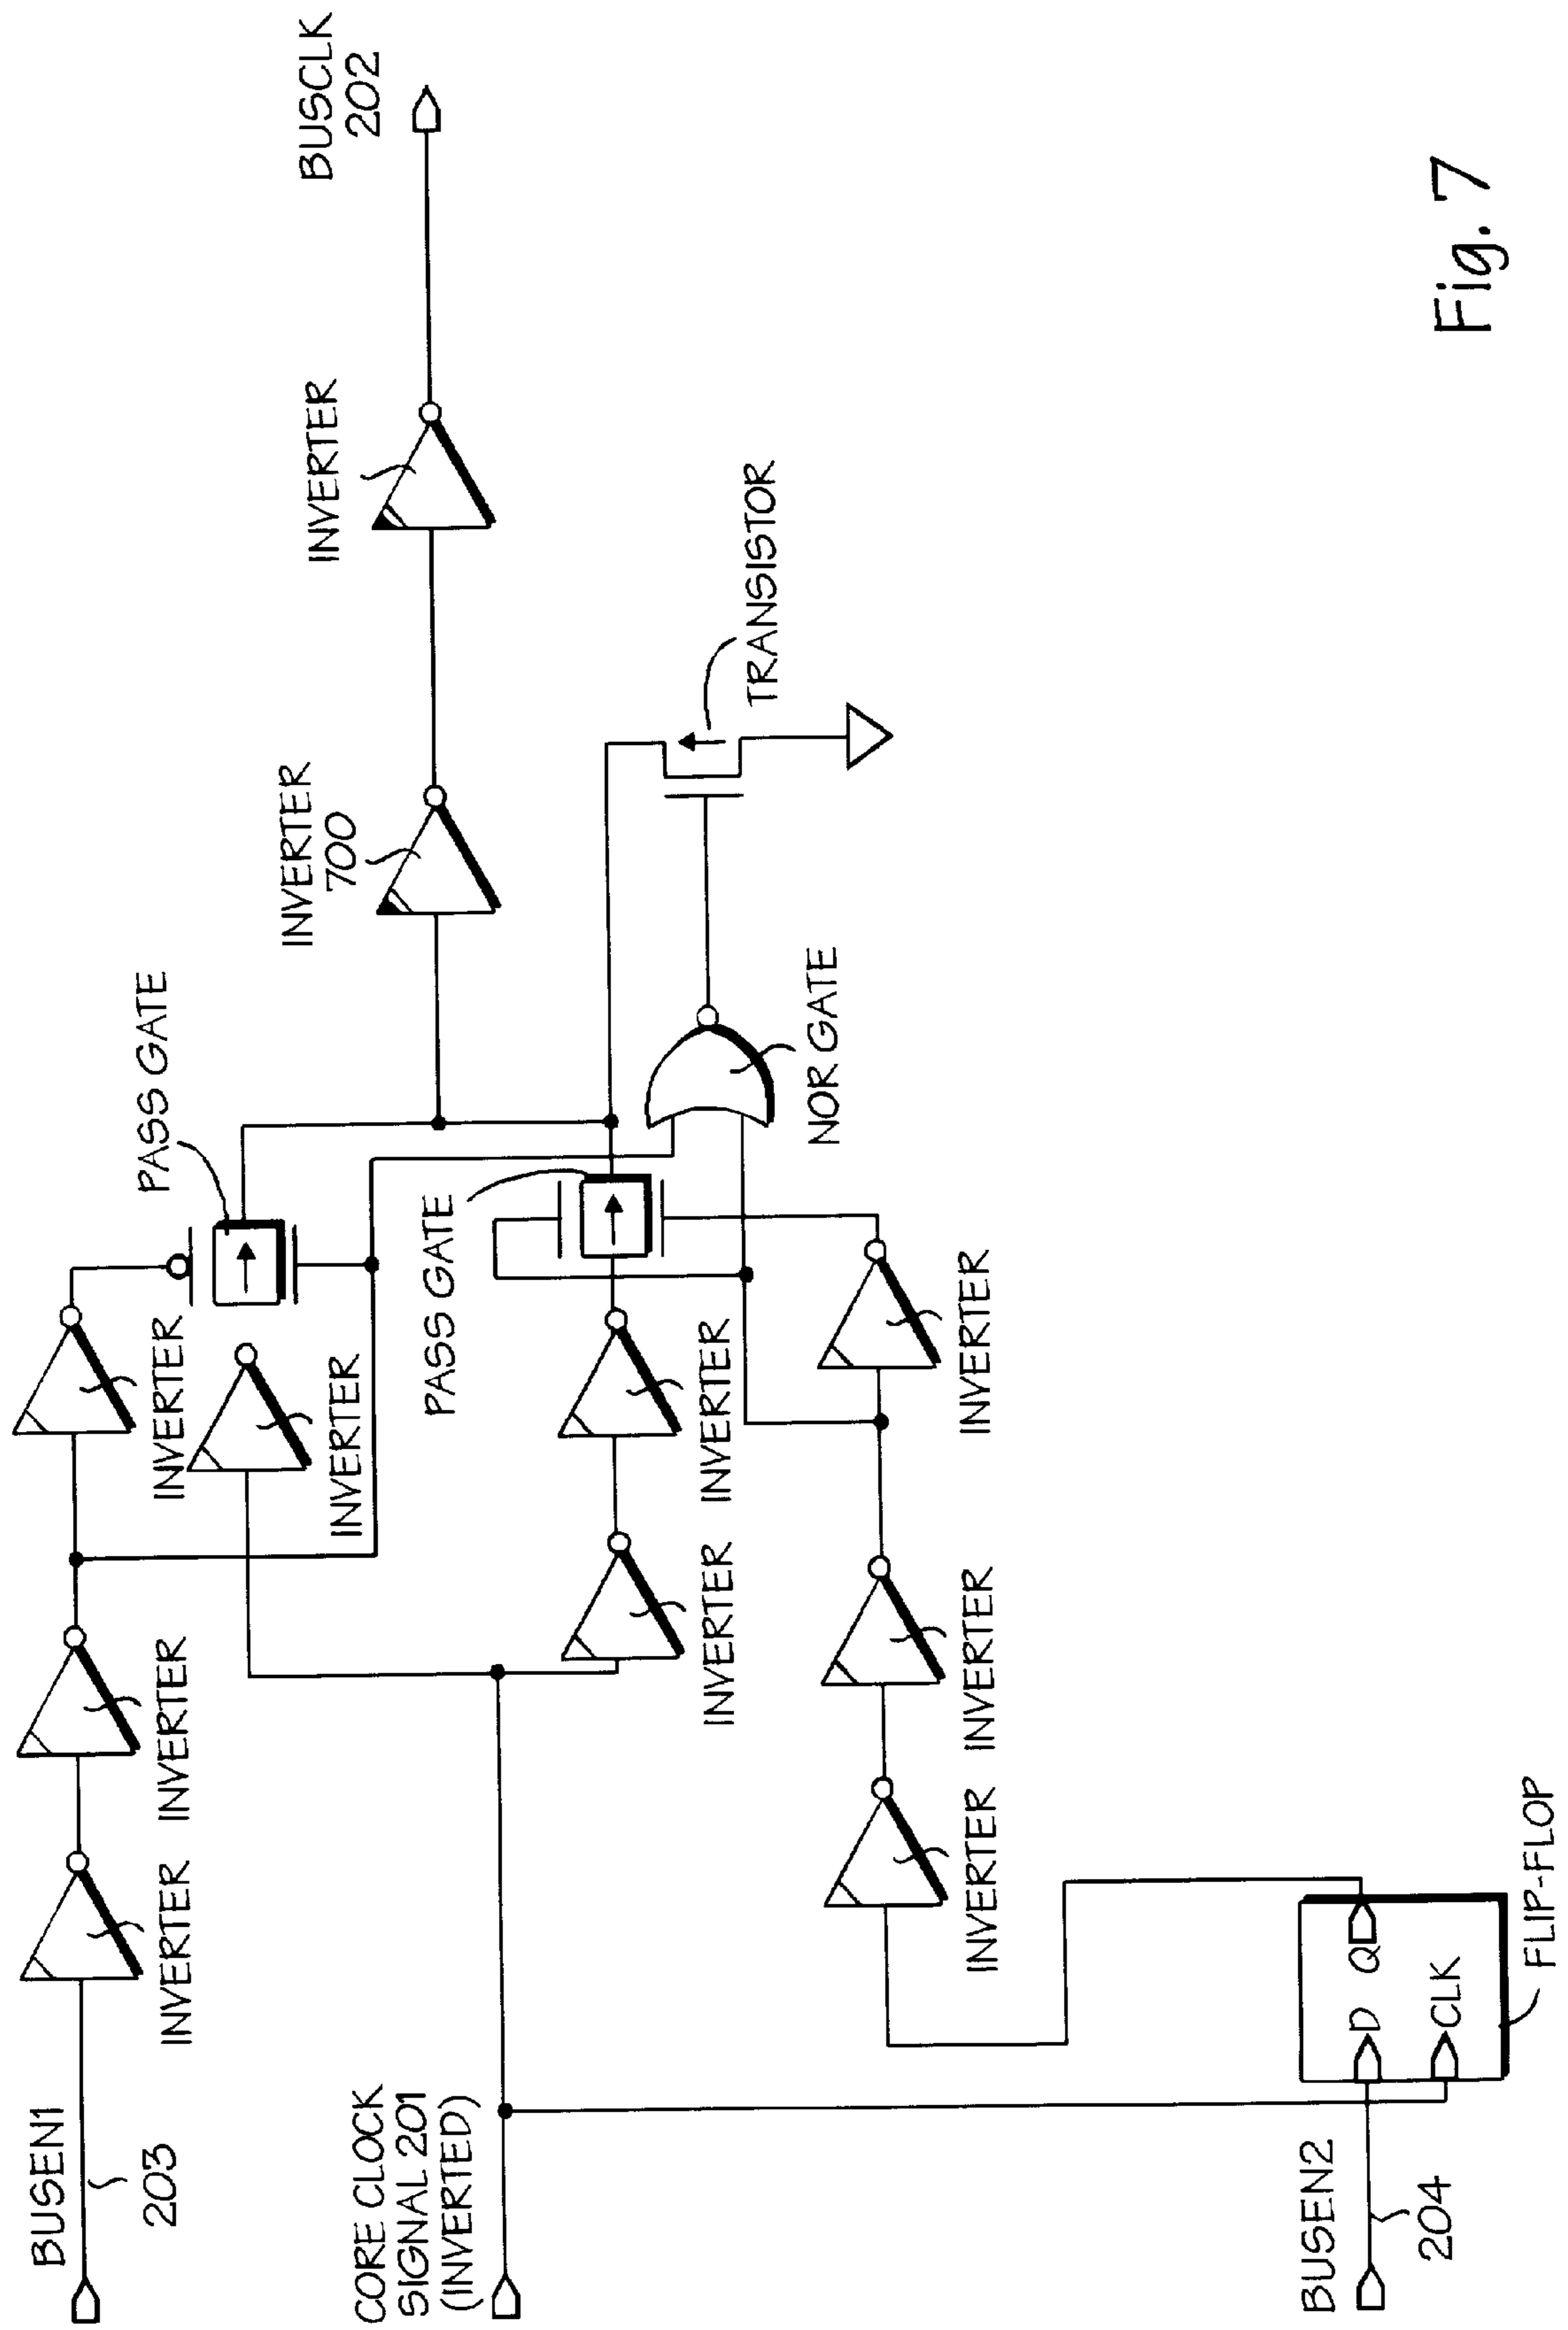 BUSEN1
203
INVERTER
INVERTER
INVERTER
PASS GATE
INVERTER
CORE CLOCK
SIGNAL 201
(INVERTED)
INVERTER
INVERTER
PASS GATE
INVERTER
700
INVERTER
BUSCLK
202
TRANSISTOR
NOR GATE
INVERTER
INVERTER
INVERTER
BUSEN2
204
D
Q
CLK
FLIP-FLOP
Fig. 7